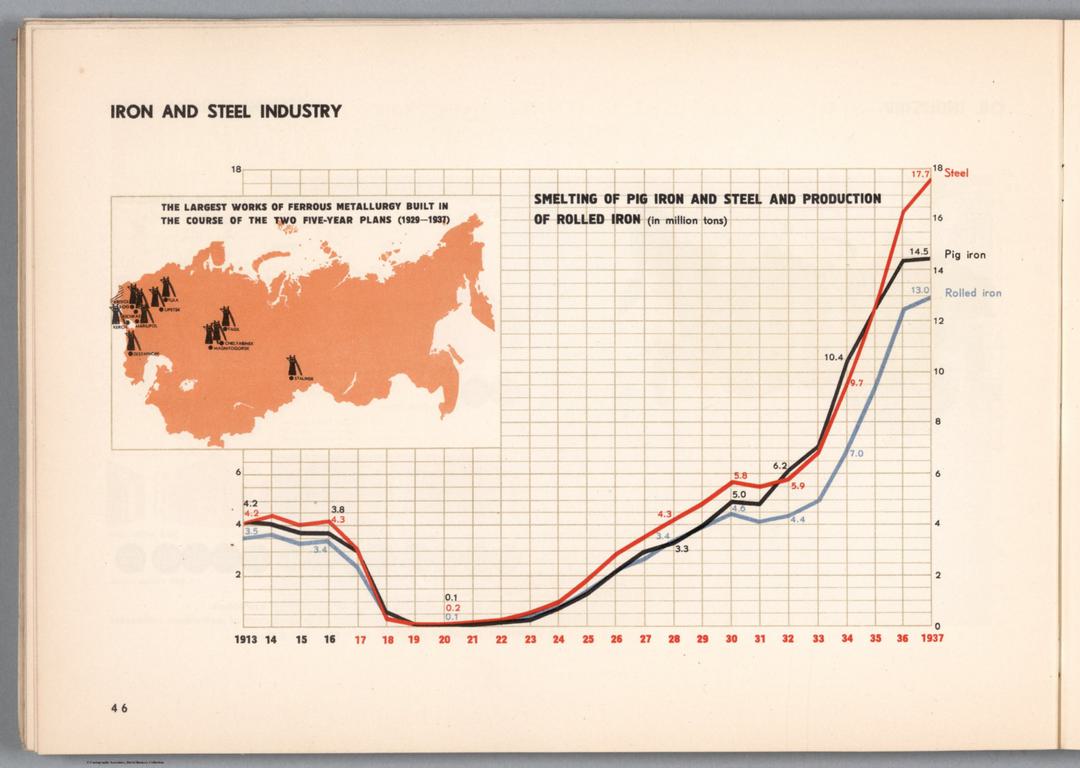 IRON AND STEEL INDUSTRY
18
THE LARGEST WORKS OF FERROUS METALLURGY BUILT IN
THE COURSE OF THE TWO FIVE-YEAR PLANS (1929—1937)
SMELTING OF PIG IRON AND STEEL AND PRODUCTION
OF ROLLED IRON (in million tons)
17.7
18
Steel
16
14.5
Pig iron
14
13.0
Rolled iron
12
10.4
10
9.7
8
7.0
TULA
LIPETSK
KERCH
MARIUPOL
TAGIL
CHELYABINSK
MAGNITOGORSK
STALINSK
6
6
6.2
5.8
5.9
5.0
4.6
4.4
4.2
4.2
3.8
4.3
4.3
4
4
3.5
3.4
3.4
3.3
2
2
0.1
0.2
0.1
0
1913 14 15 16 17 18 19 20 21 22 23 24 25 26 27 28 29 30 31 32 33 34 35 36 1937
46